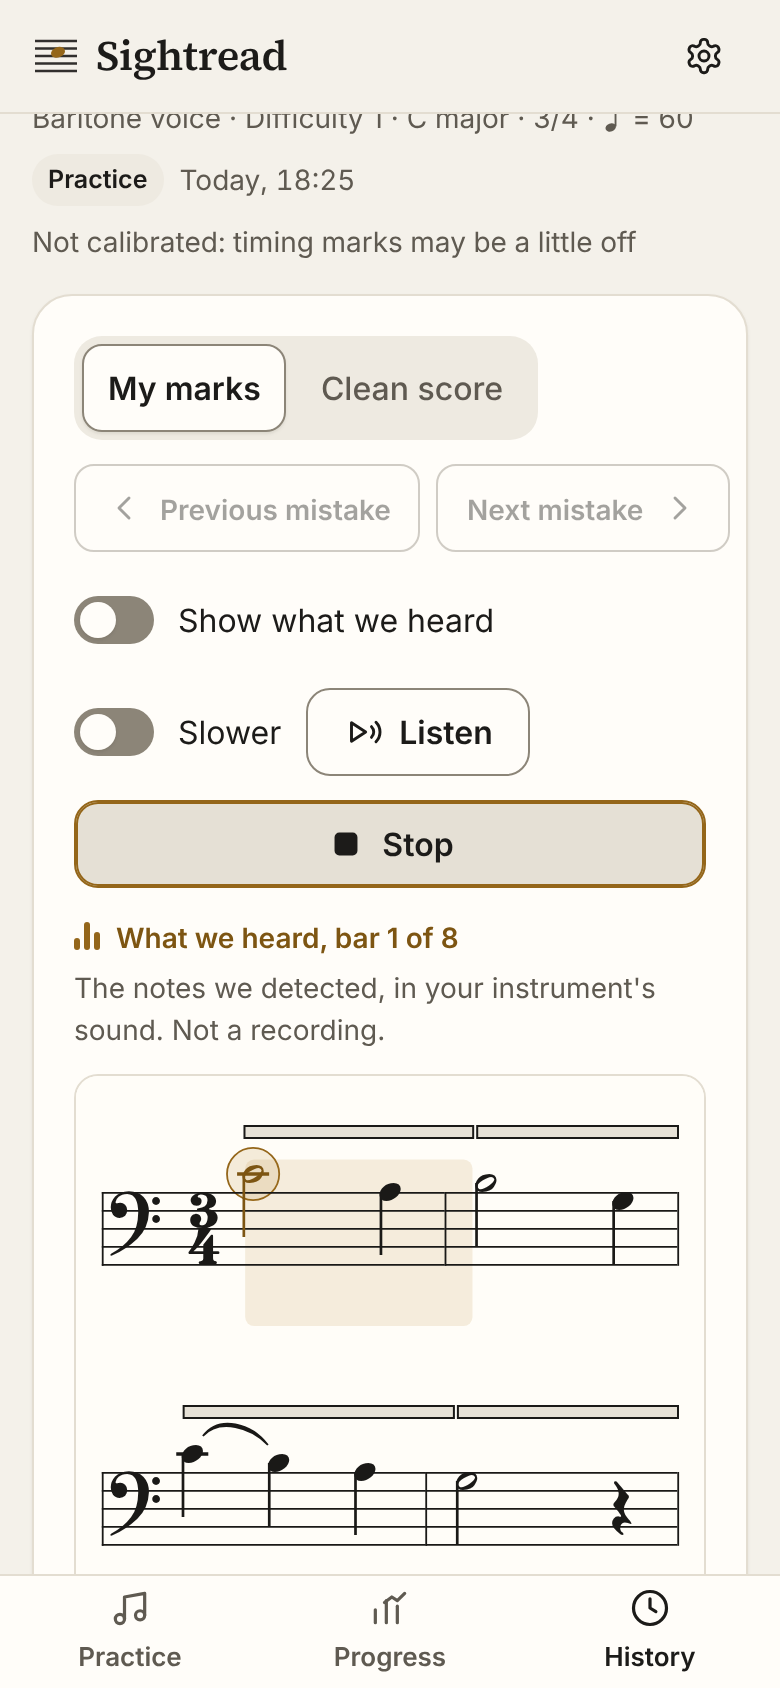 Sightread
Baritone voice · Difficulty 1 · C major · 3/4 · ♩ = 60
Practice Today, 18:25
Not calibrated: timing marks may be a little off
My marks Clean score
Previous mistake Next mistake
Show what we heard
Slower Listen
Stop
What we heard, bar 1 of 8
The notes we detected, in your instrument's
sound. Not a recording.
3
4
Practice Progress History